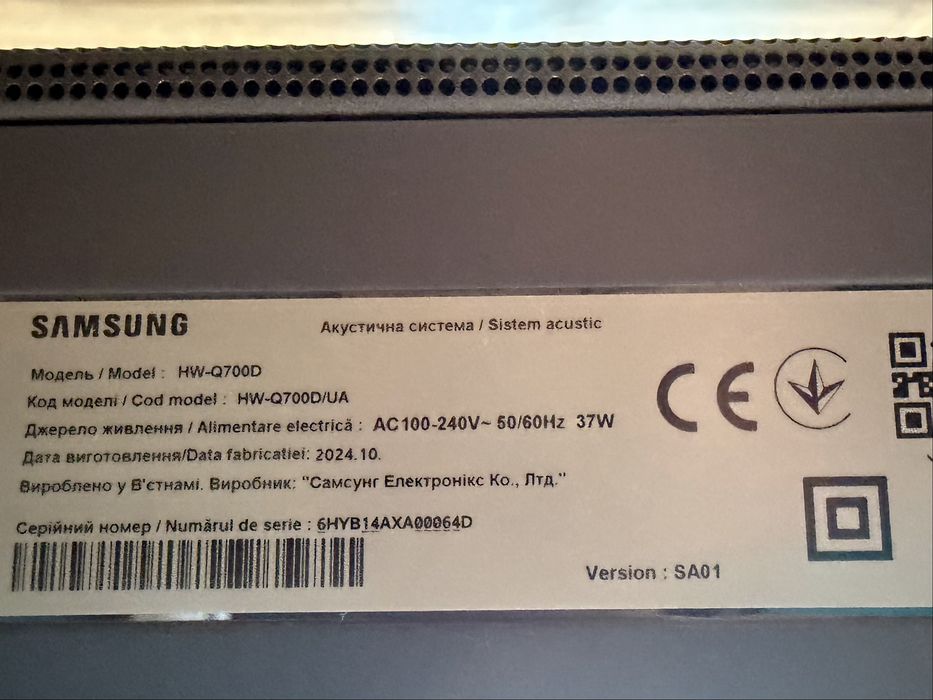 SAMSUNG
Акустична система / Sistem acustic
Модель / Model : HW-Q700D
Код моделі / Cod model : HW-Q700D/UA
Джерело живлення / Alimentare electrică : AC100-240V~ 50/60Hz 37W
Дата виготовлення/Data fabricatiei: 2024.10.
Вироблено у В'єтнамі. Виробник: "Самсунг Електронікс Ко., Лтд."
Серійний номер / Numărul de serie : 6HYB14AXA00064D
CE
Version : SA01